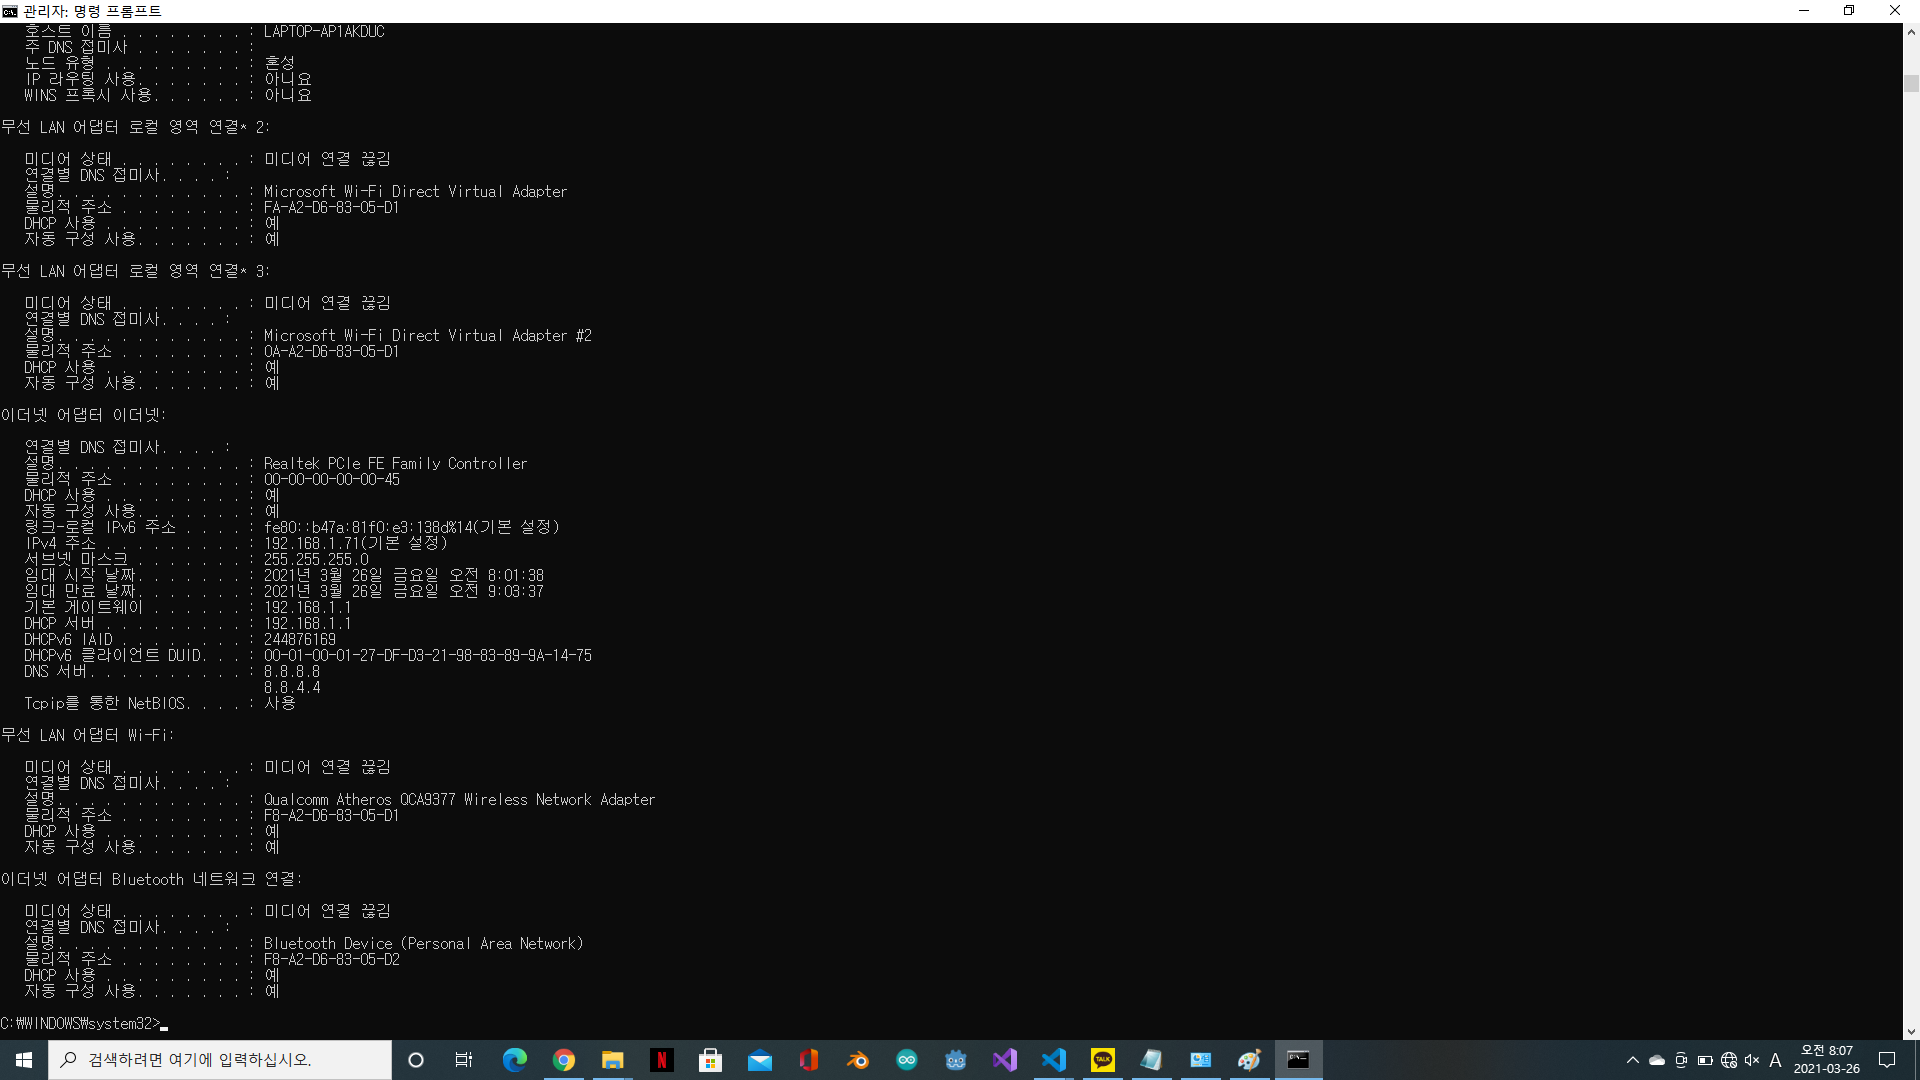 관리자: 명령 프롬프트
호스트 이름 . . . . . . . . : LAPTOP-AP1AKDUC
주 DNS 접미사 . . . . . . . :
노드 유형 . . . . . . . . . : 혼성
IP 라우팅 사용. . . . . . . : 아니요
WINS 프록시 사용. . . . . . : 아니요
무선 LAN 어댑터 로컬 영역 연결* 2:
미디어 상태 . . . . . . . . : 미디어 연결 끊김
연결별 DNS 접미사. . . . :
설명. . . . . . . . . . . . : Microsoft Wi-Fi Direct Virtual Adapter
물리적 주소 . . . . . . . . : FA-A2-D6-83-05-D1
DHCP 사용 . . . . . . . . . : 예
자동 구성 사용. . . . . . . : 예
무선 LAN 어댑터 로컬 영역 연결* 3:
미디어 상태 . . . . . . . . : 미디어 연결 끊김
연결별 DNS 접미사. . . . :
설명. . . . . . . . . . . . : Microsoft Wi-Fi Direct Virtual Adapter #2
물리적 주소 . . . . . . . . : 0A-A2-D6-83-05-D1
DHCP 사용 . . . . . . . . . : 예
자동 구성 사용. . . . . . . : 예
이더넷 어댑터 이더넷:
연결별 DNS 접미사. . . . :
설명. . . . . . . . . . . . : Realtek PCIe FE Family Controller
물리적 주소 . . . . . . . . : 00-00-00-00-00-45
DHCP 사용 . . . . . . . . . : 예
자동 구성 사용. . . . . . . : 예
링크-로컬 IPv6 주소 . . . . : fe80::b47a:81f0:e3:138d%14(기본 설정)
IPv4 주소 . . . . . . . . . : 192.168.1.71(기본 설정)
서브넷 마스크 . . . . . . . : 255.255.255.0
임대 시작 날짜. . . . . . . : 2021년 3월 26일 금요일 오전 8:01:38
임대 만료 날짜. . . . . . . : 2021년 3월 26일 금요일 오전 9:03:37
기본 게이트웨이 . . . . . . : 192.168.1.1
DHCP 서버 . . . . . . . . . : 192.168.1.1
DHCPv6 IAID . . . . . . . . : 244876169
DHCPv6 클라이언트 DUID. . . : 00-01-00-01-27-DF-D3-21-98-83-89-9A-14-75
DNS 서버. . . . . . . . . . : 8.8.8.8
8.8.4.4
Tcpip를 통한 NetBIOS. . . . : 사용
무선 LAN 어댑터 Wi-Fi:
미디어 상태 . . . . . . . . : 미디어 연결 끊김
연결별 DNS 접미사. . . . :
설명. . . . . . . . . . . . : Qualcomm Atheros QCA9377 Wireless Network Adapter
물리적 주소 . . . . . . . . : F8-A2-D6-83-05-D1
DHCP 사용 . . . . . . . . . : 예
자동 구성 사용. . . . . . . : 예
이더넷 어댑터 Bluetooth 네트워크 연결:
미디어 상태 . . . . . . . . : 미디어 연결 끊김
연결별 DNS 접미사. . . . :
설명. . . . . . . . . . . . : Bluetooth Device (Personal Area Network)
물리적 주소 . . . . . . . . : F8-A2-D6-83-05-D2
DHCP 사용 . . . . . . . . . : 예
자동 구성 사용. . . . . . . : 예
C:₩WINDOWS₩system32>
검색하려면 여기에 입력하십시오.
N
TALK
A
오전 8:07
2021-03-26